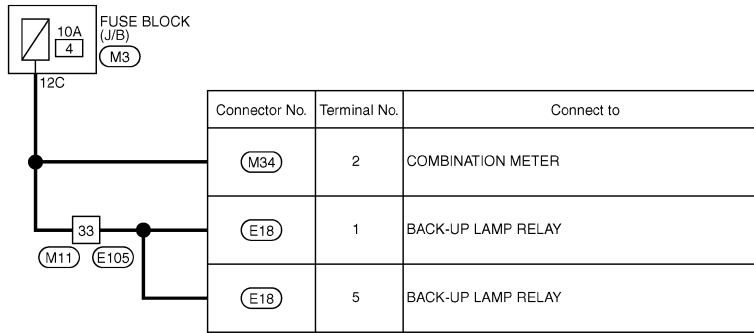 FUSE BLOCK
(J/B)
10A
4
M3
12C
Connector No. Terminal No. Connect to
M34 2 COMBINATION METER
E18 1 BACK-UP LAMP RELAY
33
M11 E105
E18 5 BACK-UP LAMP RELAY